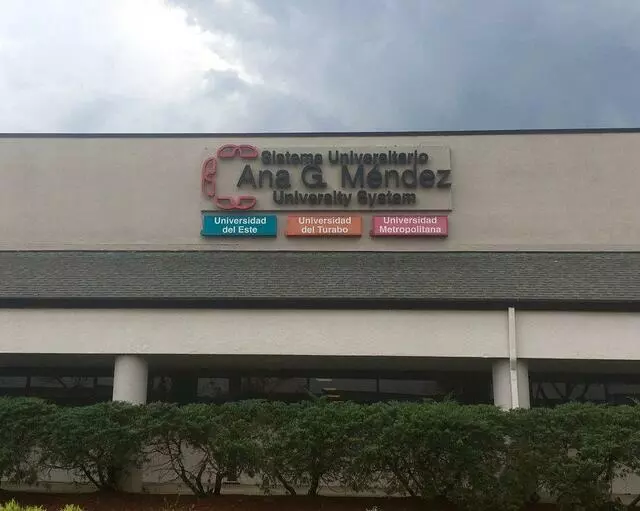 Sistema Universitario
Ana G. Méndez
University System
Universidad
del Este
Universidad
del Turabo
Universidad
Metropolitana